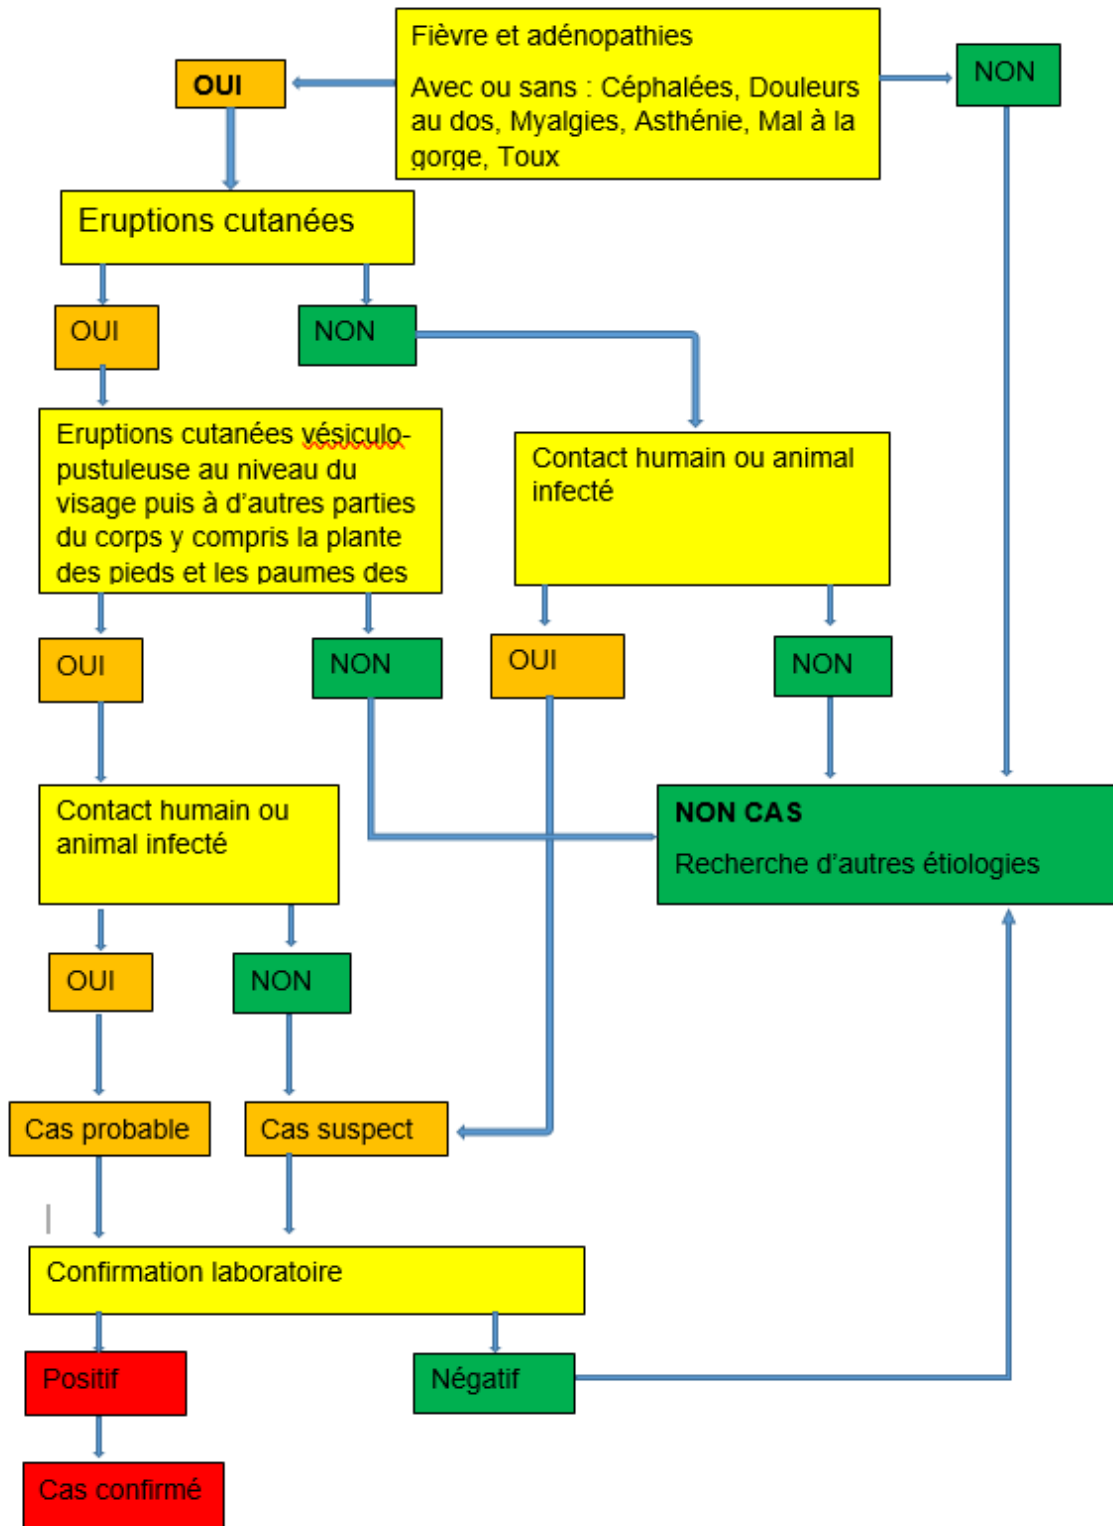 Fièvre et adénopathies
Avec ou sans : Céphalées, Douleurs
au dos, Myalgies, Asthénie, Mal à la
gorge, Toux
OUI
NON
Eruptions cutanées
OUI
NON
Eruptions cutanées vésiculo-
pustuleuse au niveau du
visage puis à d'autres parties
du corps y compris la plante
des pieds et les paumes des
Contact humain ou animal
infecté
OUI
NON
OUI
NON
Contact humain ou
animal infecté
NON CAS
Recherche d'autres étiologies
OUI
NON
Cas probable
Cas suspect
Confirmation laboratoire
Positif
Négatif
Cas confirmé